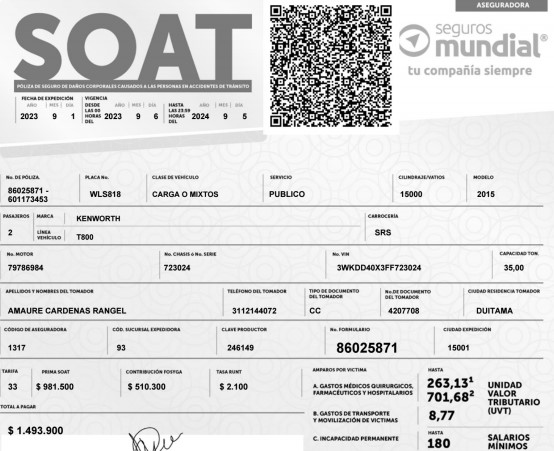 ASEGURADORA
SOAT
seguros
mundial®
tu compañía siempre
PÓLIZA DE SEGURO DE DAÑOS CORPORALES CAUSADOS A LAS PERSONAS EN ACCIDENTES DE TRÁNSITO
FECHA DE EXPEDICIÓN
AÑO MES DÍA
2023 9 1
VIGENCIA
DESDE LAS 00 HORAS DEL
AÑO MES DÍA
2023 9 6
HASTA LAS 23:59 HORAS DEL
AÑO MES DÍA
2024 9 5
No. DE PÓLIZA. PLACA No. CLASE DE VEHÍCULO SERVICIO CILINDRAJE/VATIOS MODELO
86025871 - 601173453 WLS818 CARGA O MIXTOS PUBLICO 15000 2015
PASAJEROS MARCA KENWORTH CARROCERÍA
2 LÍNEA VEHÍCULO T800 SRS
No. MOTOR No. CHASIS ó No. SERIE No. VIN CAPACIDAD TON.
79786984 723024 3WKDD40X3FF723024 35,00
APELLIDOS Y NOMBRES DEL TOMADOR TELÉFONO DEL TOMADOR TIPO DE DOCUMENTO DEL TOMADOR No.DE DOCUMENTO DEL TOMADOR CIUDAD RESIDENCIA TOMADOR
AMAURE CARDENAS RANGEL 3112144072 CC 4207708 DUITAMA
CÓDIGO DE ASEGURADORA CÓD. SUCURSAL EXPEDIDORA CLAVE PRODUCTOR No. FORMULARIO CIUDAD EXPEDICIÓN
1317 93 246149 86025871 15001
TARIFA PRIMA SOAT CONTRIBUCIÓN FOSYGA TASA RUNT
33 $ 981.500 $ 510.300 $ 2.100
TOTAL A PAGAR
$ 1.493.900
AMPAROS POR VICTIMA HASTA
A. GASTOS MÉDICOS QUIRURGICOS, FARMACÉUTICOS Y HOSPITALARIOS
263,13¹
701,68²
UNIDAD VALOR TRIBUTARIO (UVT)
B. GASTOS DE TRANSPORTE Y MOVILIZACIÓN DE VICTIMAS
8,77
C. INCAPACIDAD PERMANENTE
HASTA
180
SALARIOS MÍNIMOS